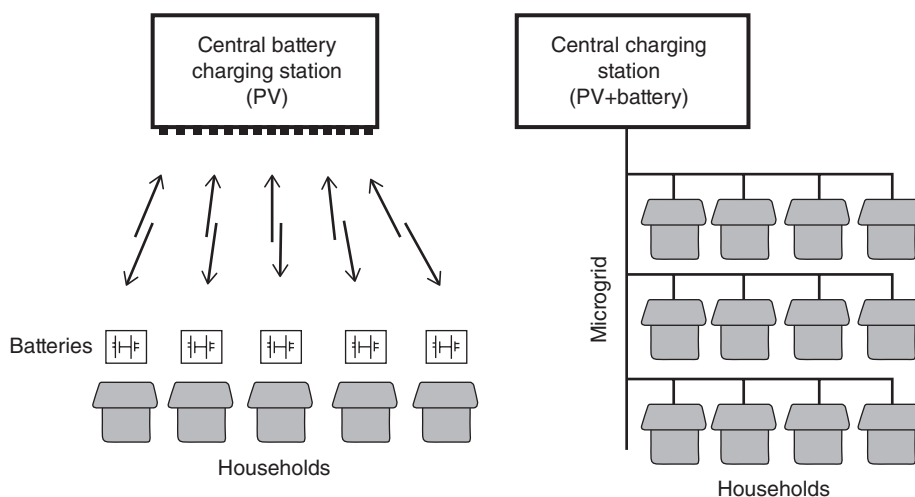 Central battery
charging station
(PV)
Batteries
Households
Central charging
station
(PV+battery)
Microgrid
Households